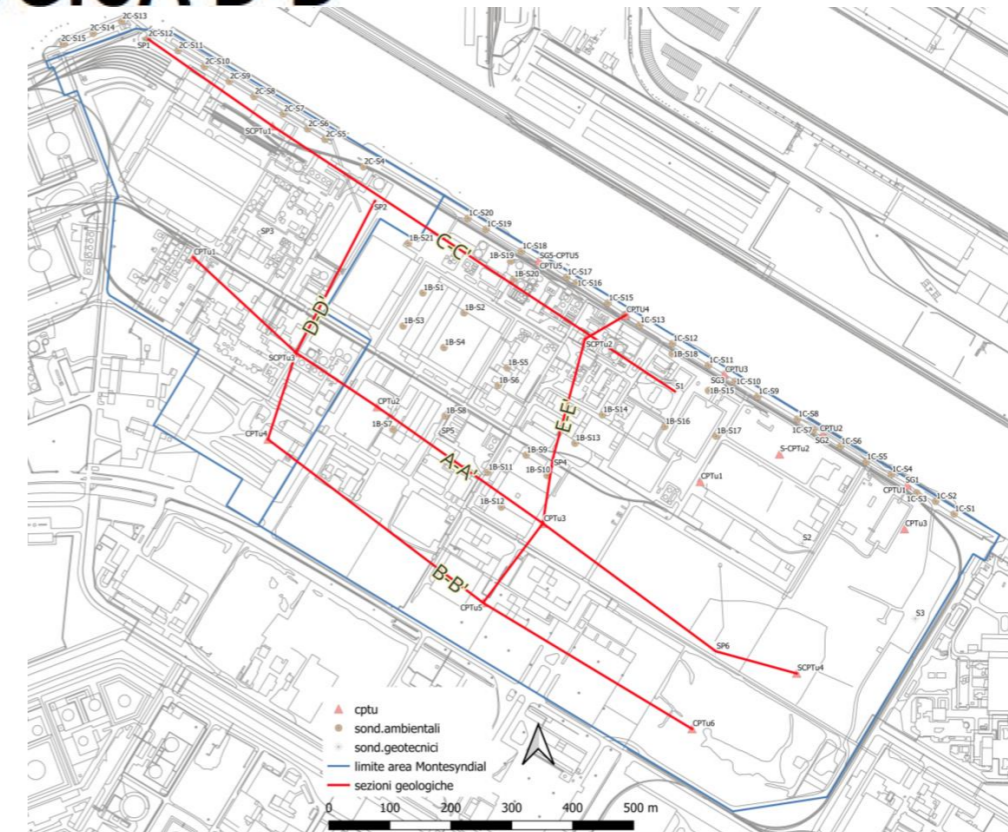 2C-S13
2C-S14
2C-S15
2C-S12
SP1
2C-S11
2C-S10
2C-S9
2C-S8
2C-S7
SCPTu1
2C-S6
2C-S5
2C-S4
SP2
1C-S20
1C-S19
SP3
1B-S21
C-C'
1C-S18
CPTu1
1B-S19
SG5-CPTU5
CPTU5
1B-S20
1C-S17
1C-S16
1B-S1
1C-S15
1B-S2
D-D'
CPTU4
1B-S3
1C-S13
1B-S4
SCPTu2
1C-S12
SCPTu3
1B-S18
1B-S5
1C-S11
CPTU3
1B-S6
S1
SG3
1C-S10
1B-S15
1C-S9
CPTu2
1B-S8
1B-S14
E-E'
1C-S8
1B-S7
SP5
1B-S16
1C-S7
CPTU2
CPTu4
1B-S17
SG2
1C-S6
1B-S13
1B-S9
S-CPTU2
A-A'
SP4
1C-S5
1B-S11
1B-S10
1C-S4
CPTu1
SG1
CPTU1
1C-S3
1C-S2
1B-S12
1C-S1
CPTu3
CPTu3
S2
B-B'
CPTu5
S3
SP6
SCPTu4
CPTu6
cptu
sond.ambientali
sond.geotecnici
limite area Montesyndial
sezioni geologiche
0 100 200 300 400 500 m